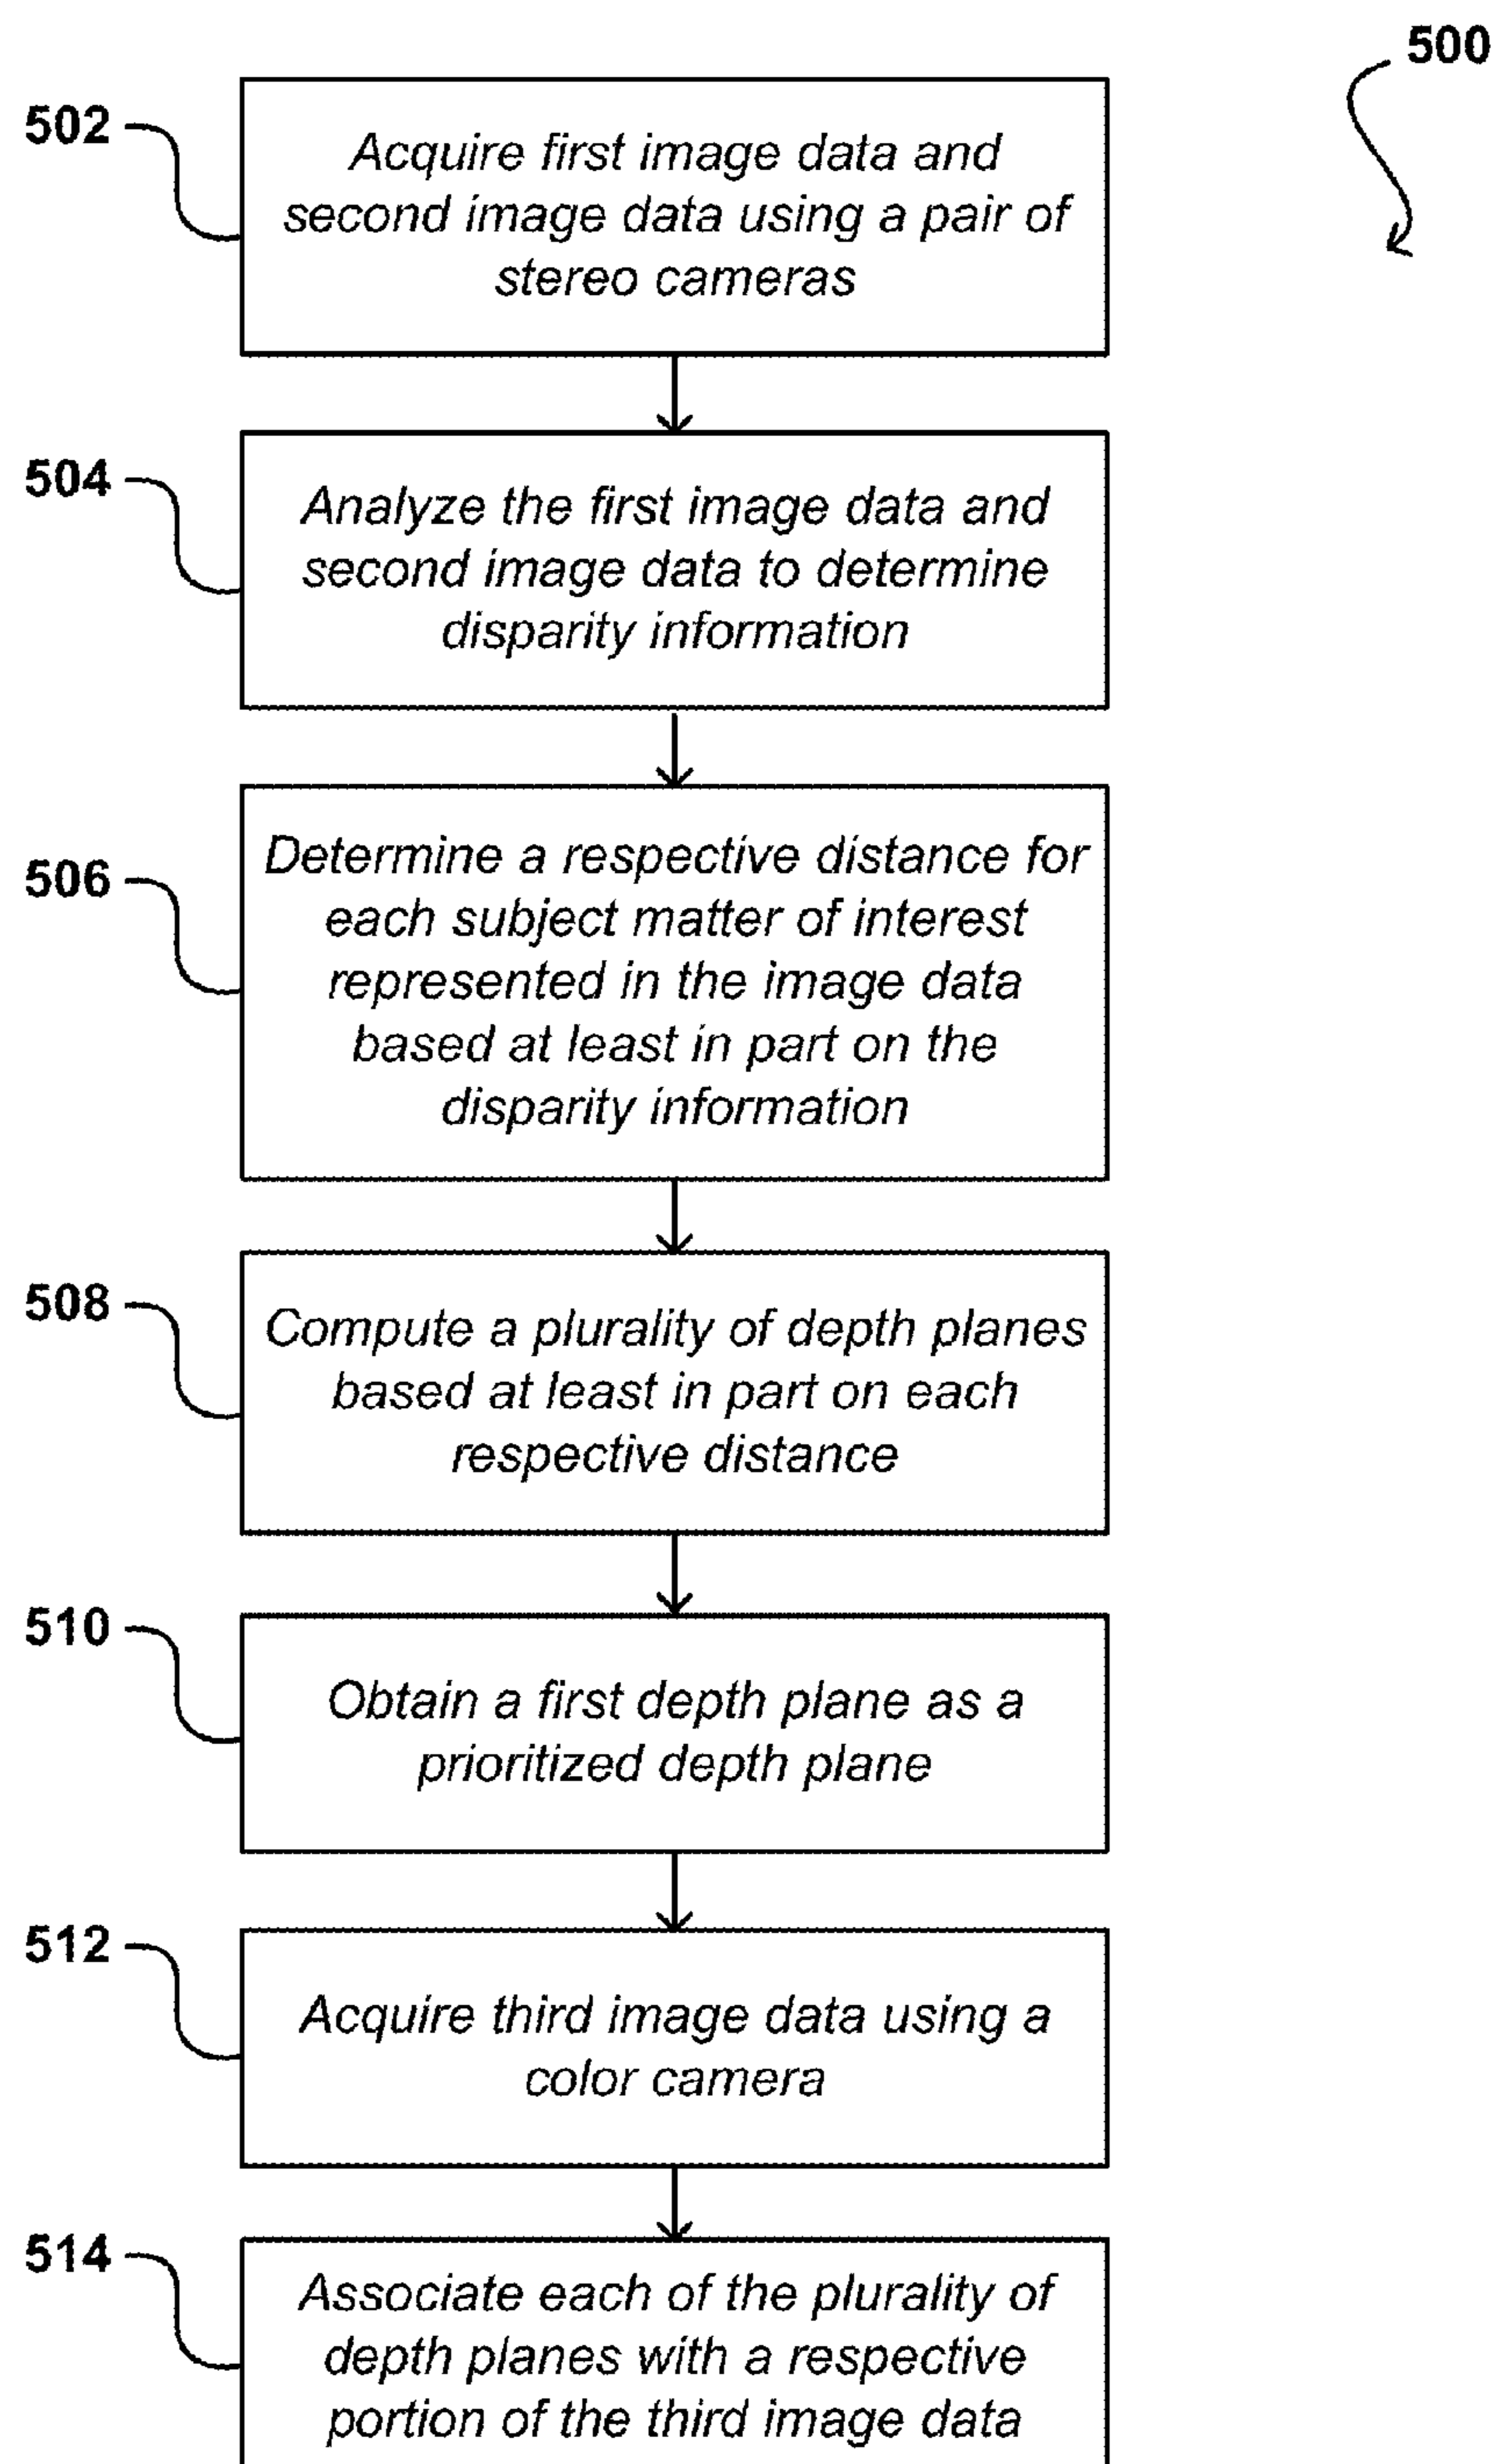 500
502
Acquire first image data and
second image data using a pair of
stereo cameras
504
Analyze the first image data and
second image data to determine
disparity information
506
Determine a respective distance for
each subject matter of interest
represented in the image data
based at least in part on the
disparity information
508
Compute a plurality of depth planes
based at least in part on each
respective distance
510
Obtain a first depth plane as a
prioritized depth plane
512
Acquire third image data using a
color camera
514
Associate each of the plurality of
depth planes with a respective
portion of the third image data